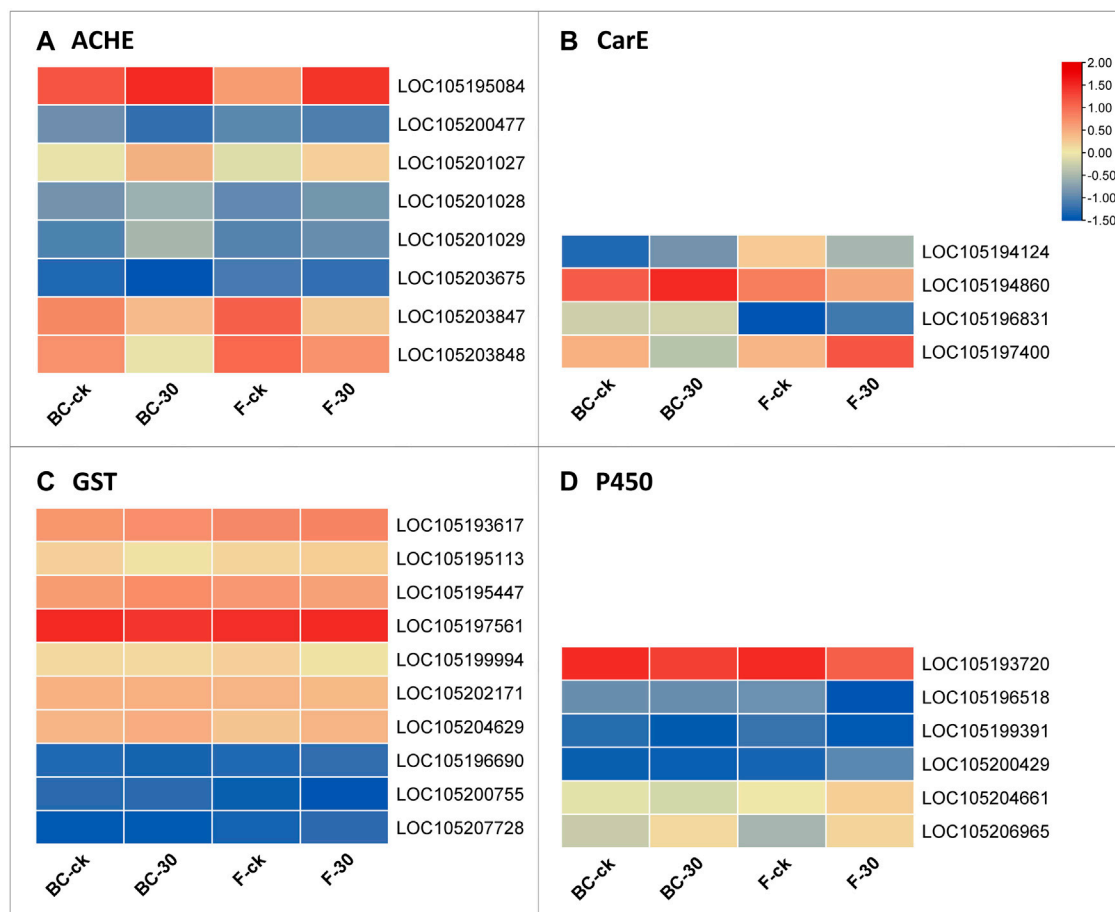 A ACHE
LOC105195084
LOC105200477
LOC105201027
LOC105201028
LOC105201029
LOC105203675
LOC105203847
LOC105203848
BC-ck BC-30 F-ck F-30
B CarE
2.00
1.50
1.00
0.50
0.00
-0.50
-1.00
-1.50
LOC105194124
LOC105194860
LOC105196831
LOC105197400
BC-ck BC-30 F-ck F-30
C GST
LOC105193617
LOC105195113
LOC105195447
LOC105197561
LOC105199994
LOC105202171
LOC105204629
LOC105196690
LOC105200755
LOC105207728
BC-ck BC-30 F-ck F-30
D P450
LOC105193720
LOC105196518
LOC105199391
LOC105200429
LOC105204661
LOC105206965
BC-ck BC-30 F-ck F-30